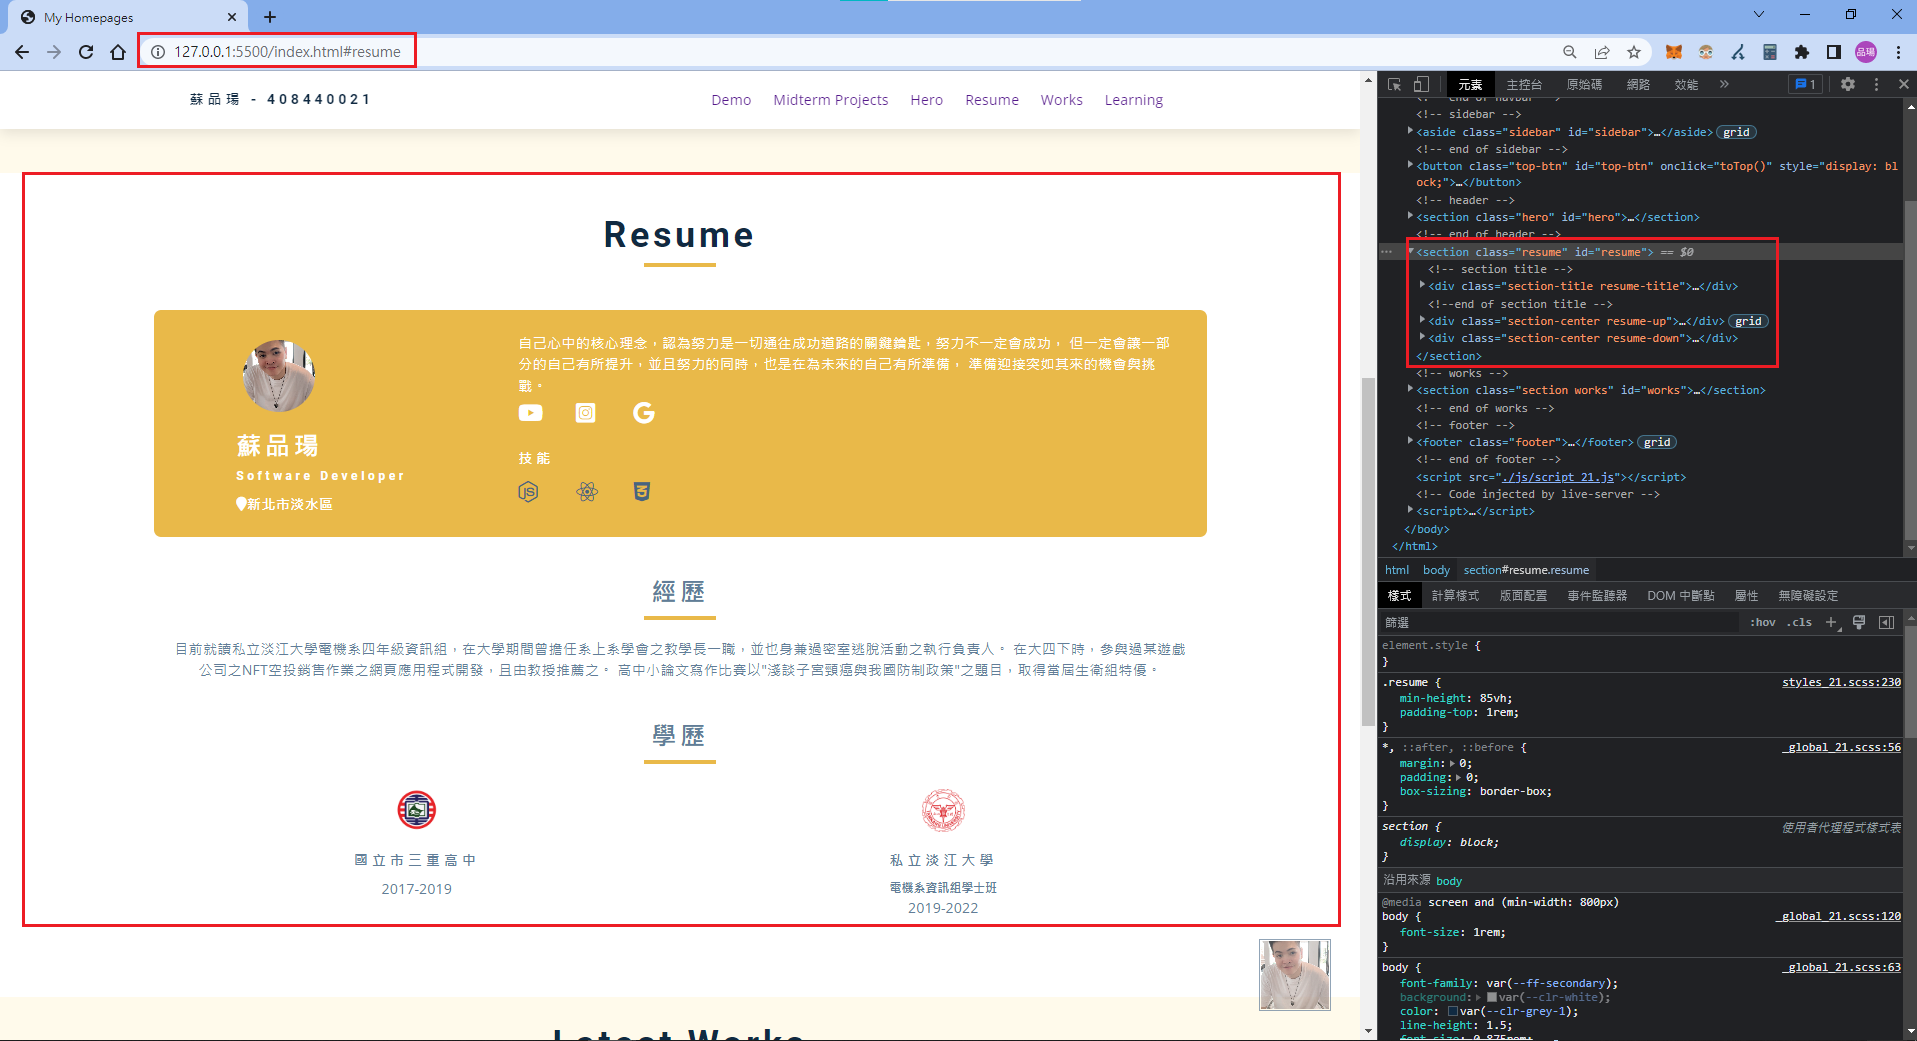 My Homepages
127.0.0.1:5500/index.html#resume
品瑒
蘇品瑒 - 408440021
Demo
Midterm Projects
Hero
Resume
Works
Learning
Resume
蘇品瑒
Software Developer
新北市淡水區
自己心中的核心理念，認為努力是一切通往成功道路的關鍵鑰匙，努力不一定會成功， 但一定會讓一部
分的自己有所提升，並且努力的同時，也是在為未來的自己有所準備， 準備迎接突如其來的機會與挑
戰。
技能
經歷
目前就讀私立淡江大學電機系四年級資訊組，在大學期間曾擔任系上系學會之教學長一職，並也身兼過密室逃脫活動之執行負責人。 在大四下時，參與過某遊戲
公司之NFT空投銷售作業之網頁應用程式開發，且由教授推薦之。 高中小論文寫作比賽以"淺談子宮頸癌與我國防制政策"之題目，取得當屆生衛組特優。
學歷
國立市三重高中
2017-2019
私立淡江大學
電機系資訊組學士班
2019-2022
Latest Works
元素
主控台
原始碼
網路
效能
»
1
<!-- end of navbar -->
<!-- sidebar -->
<aside class="sidebar" id="sidebar">…</aside> grid
<!-- end of sidebar -->
<button class="top-btn" id="top-btn" onclick="toTop()" style="display: bl
ock;">…</button>
<!-- header -->
<section class="hero" id="hero">…</section>
<!-- end of header -->
<section class="resume" id="resume"> == $0
<!-- section title -->
<div class="section-title resume-title">…</div>
<!--end of section title -->
<div class="section-center resume-up">…</div> grid
<div class="section-center resume-down">…</div>
</section>
<!-- works -->
<section class="section works" id="works">…</section>
<!-- end of works -->
<!-- footer -->
<footer class="footer">…</footer> grid
<!-- end of footer -->
<script src="./js/script_21.js"></script>
<!-- Code injected by live-server -->
<script>…</script>
</body>
</html>
html body section#resume.resume
樣式
計算樣式
版面配置
事件監聽器
DOM 中斷點
屬性
無障礙設定
篩選
:hov .cls
element.style {
}
.resume { styles_21.scss:230
min-height: 85vh;
padding-top: 1rem;
}
*, ::after, ::before { _global_21.scss:56
margin: 0;
padding: 0;
box-sizing: border-box;
}
section { 使用者代理程式樣式表
display: block;
}
沿用來源 body
@media screen and (min-width: 800px)
body { _global_21.scss:120
font-size: 1rem;
}
body { _global_21.scss:63
font-family: var(--ff-secondary);
background: var(--clr-white);
color: var(--clr-grey-1);
line-height: 1.5;
font-size: 0.875rem;